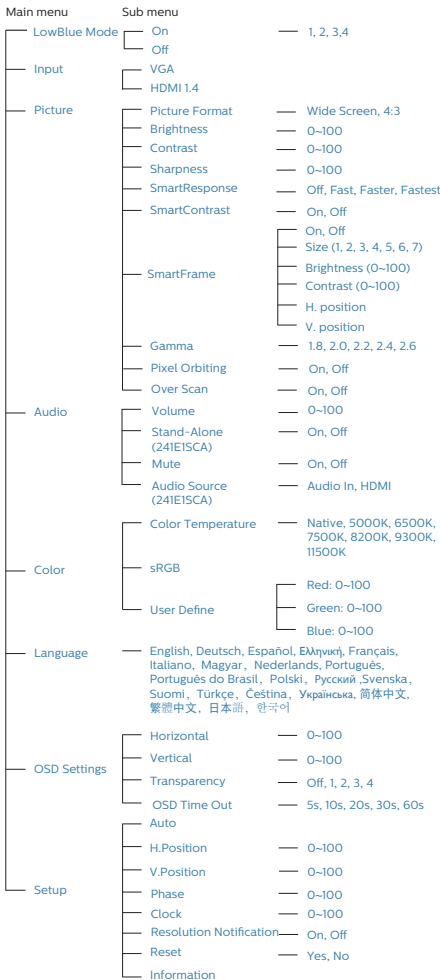 Main menu Sub menu
LowBlue Mode On 1, 2, 3,4
Off
Input VGA
HDMI 1.4
Picture Picture Format Wide Screen, 4:3
Brightness 0~100
Contrast 0~100
Sharpness 0~100
SmartResponse Off, Fast, Faster, Fastest
SmartContrast On, Off
SmartFrame On, Off
Size (1, 2, 3, 4, 5, 6, 7)
Brightness (0~100)
Contrast (0~100)
H. position
V. position
Gamma 1.8, 2.0, 2.2, 2.4, 2.6
Pixel Orbiting On, Off
Over Scan On, Off
Audio Volume 0~100
Stand-Alone On, Off
(241E1SCA)
Mute On, Off
Audio Source Audio In, HDMI
(241E1SCA)
Color Color Temperature Native, 5000K, 6500K,
7500K, 8200K, 9300K,
11500K
sRGB
User Define Red: 0~100
Green: 0~100
Blue: 0~100
Language English, Deutsch, Español, Ελληνική, Français,
Italiano, Magyar, Nederlands, Português,
Português do Brasil, Polski, Русский ,Svenska,
Suomi, Türkçe, Čeština, Українська, 简体中文,
繁體中文, 日本語, 한국어
OSD Settings Horizontal 0~100
Vertical 0~100
Transparency Off, 1, 2, 3, 4
OSD Time Out 5s, 10s, 20s, 30s, 60s
Setup Auto
H.Position 0~100
V.Position 0~100
Phase 0~100
Clock 0~100
Resolution Notification On, Off
Reset Yes, No
Information